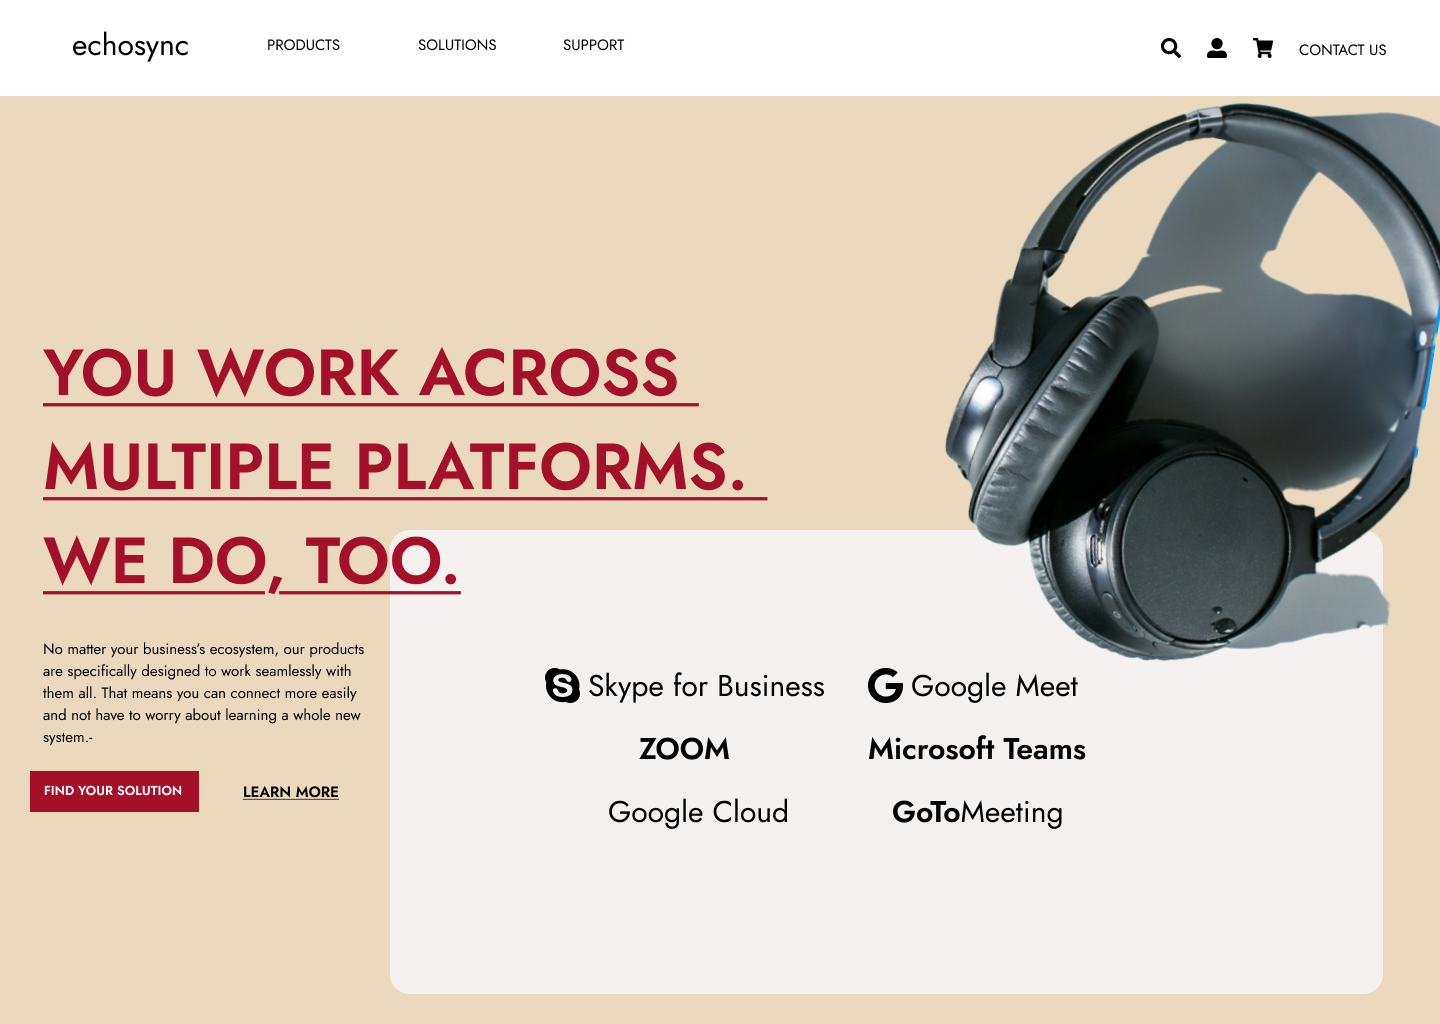 echosync
PRODUCTS
SOLUTIONS
SUPPORT
CONTACT US
YOU WORK ACROSS
MULTIPLE PLATFORMS.
WE DO, TOO.
No matter your business’s ecosystem, our products
are specifically designed to work seamlessly with
them all. That means you can connect more easily
and not have to worry about learning a whole new
system.-
FIND YOUR SOLUTION
LEARN MORE
Skype for Business
Google Meet
ZOOM
Microsoft Teams
Google Cloud
GoToMeeting